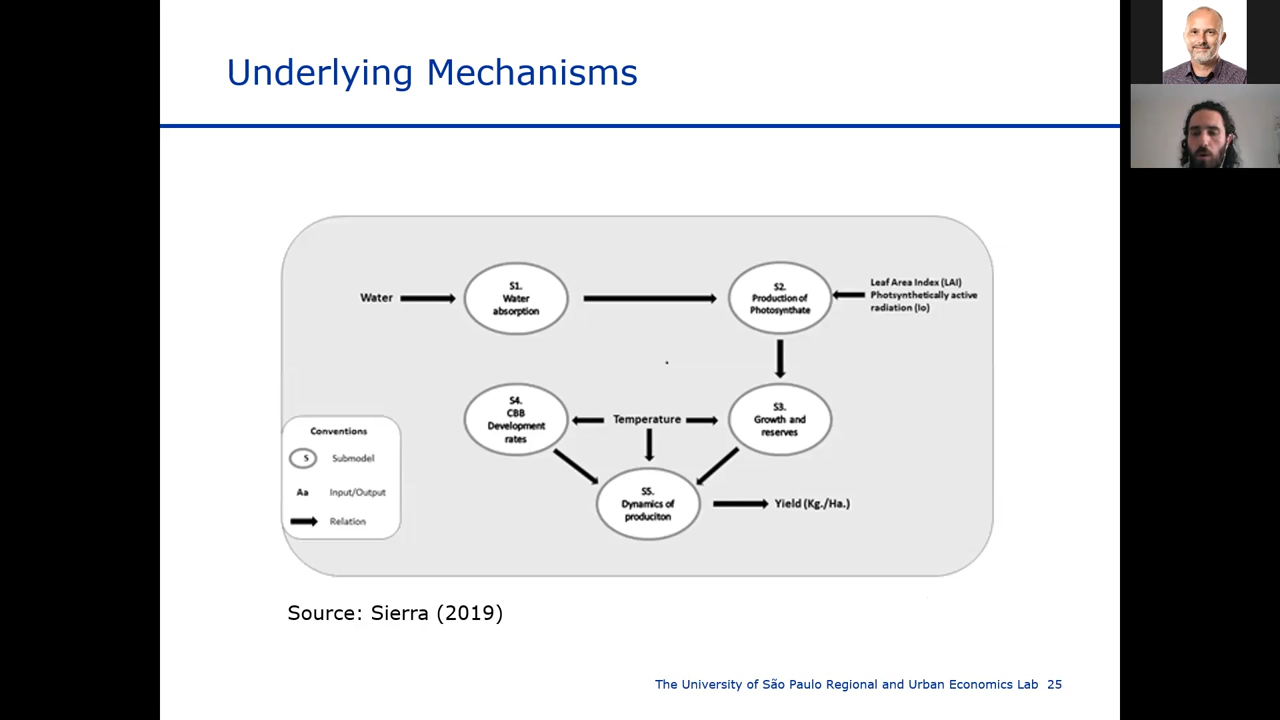 Underlying Mechanisms
Water
S1.
Water
absorption
S2.
Production of
Photosynthate
Leaf Area Index (LAI)
Photosynthetically active
radiation (Io)
S4.
CBB
Development
rates
Temperature
S3.
Growth and
reserves
Conventions
S
Submodel
Aa
Input/Output
Relation
S5.
Dynamics of
produciton
Yield (Kg./Ha.)
Source: Sierra (2019)
The University of São Paulo Regional and Urban Economics Lab 25